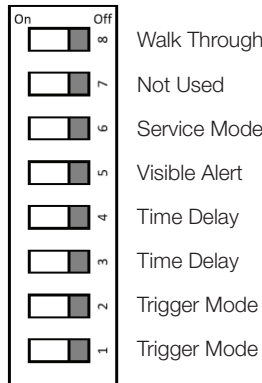 On Off
8 Walk Through
7 Not Used
6 Service Mode
5 Visible Alert
4 Time Delay
3 Time Delay
2 Trigger Mode
1 Trigger Mode